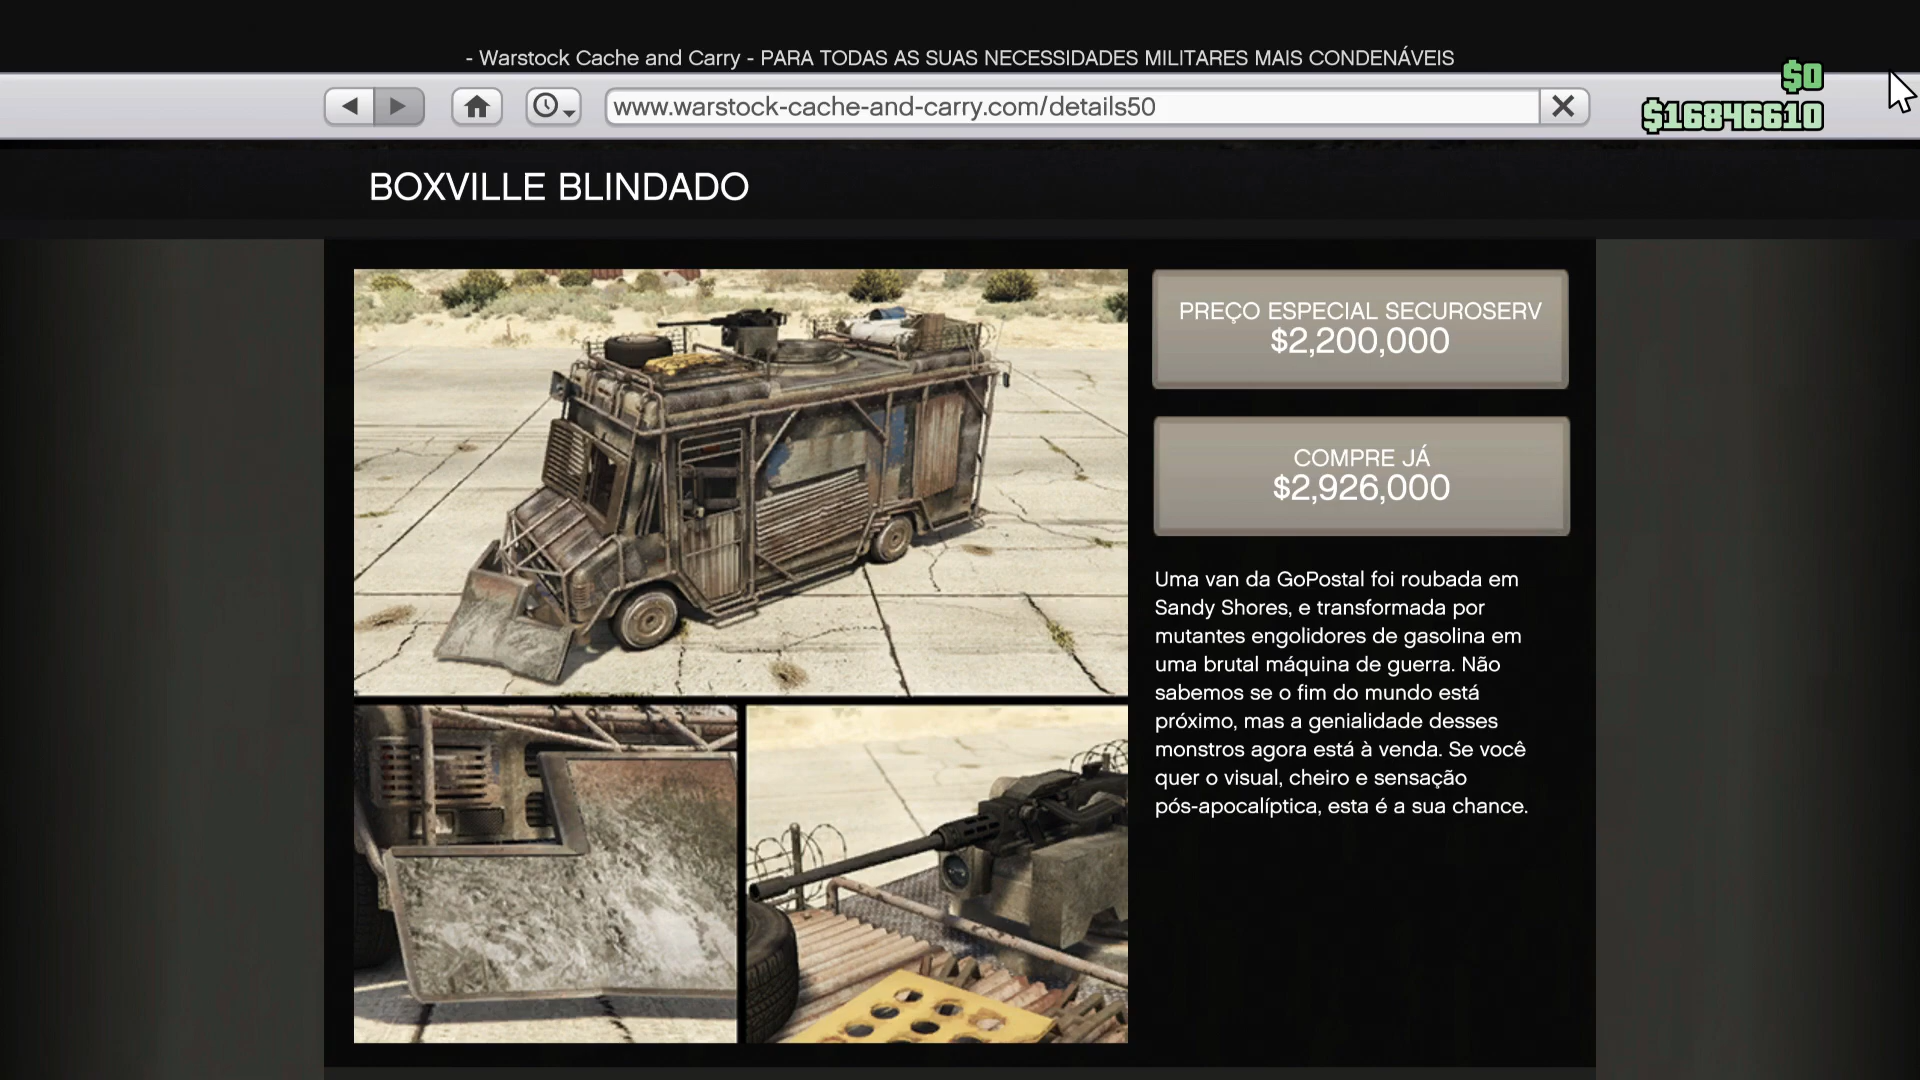 - Warstock Cache and Carry - PARA TODAS AS SUAS NECESSIDADES MILITARES MAIS CONDENÁVEIS
$0
www.warstock-cache-and-carry.com/details50
$16846610
BOXVILLE BLINDADO
PREÇO ESPECIAL SECUROSERV
$2,200,000
COMPRE JÁ
$2,926,000
Uma van da GoPostal foi roubada em
Sandy Shores, e transformada por
mutantes engolidores de gasolina em
uma brutal máquina de guerra. Não
sabemos se o fim do mundo está
próximo, mas a genialidade desses
monstros agora está à venda. Se você
quer o visual, cheiro e sensação
pós-apocalíptica, esta é a sua chance.